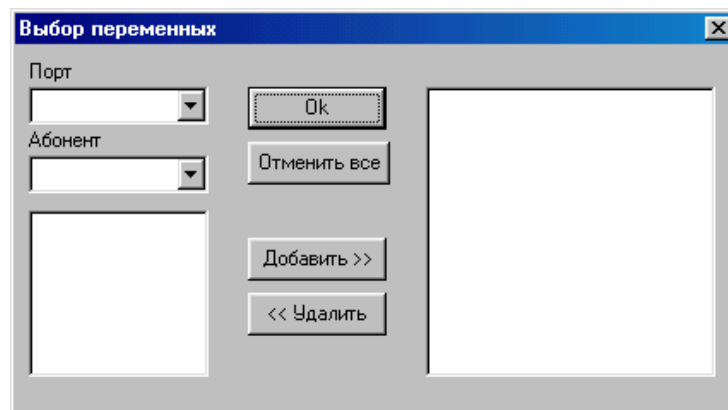 Выбор переменных
Порт
Ok
Абонент
Отменить все
Добавить >>
<< Удалить